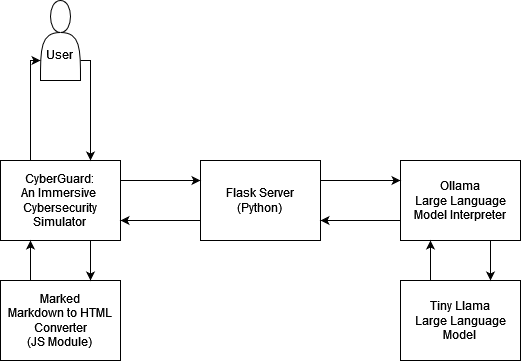 User
CyberGuard:
An Immersive
Cybersecurity
Simulator
Flask Server
(Python)
Ollama
Large Language
Model Interpreter
Marked
Markdown to HTML
Converter
(JS Module)
Tiny Llama
Large Language
Model